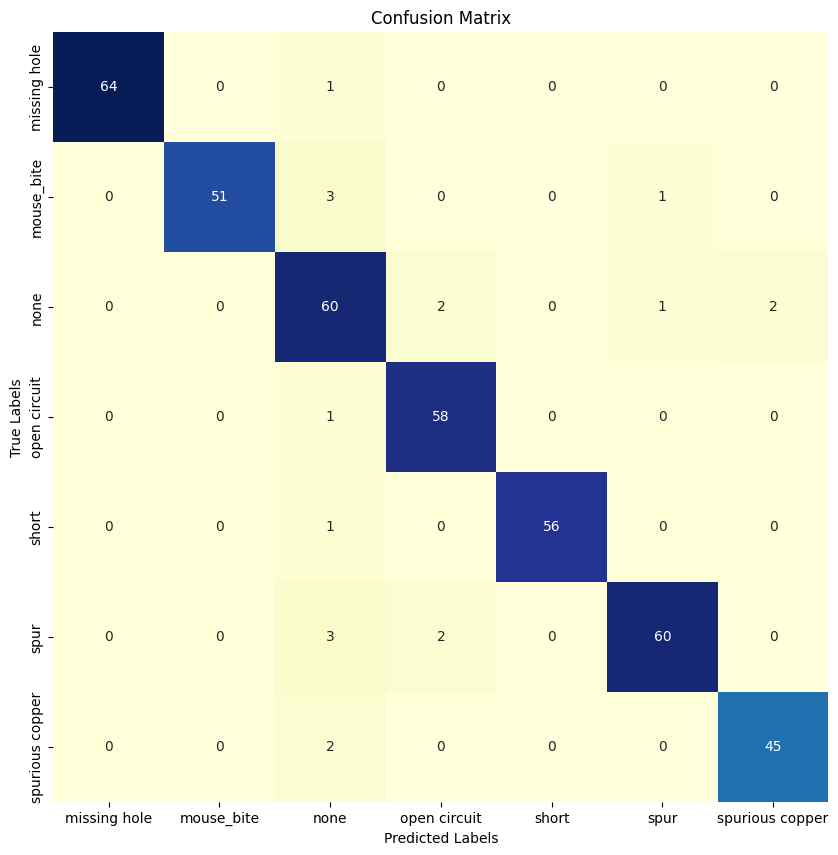 Confusion Matrix
missing hole 64 0 1 0 0 0 0
mouse_bite 0 51 3 0 0 1 0
none 0 0 60 2 0 1 2
open circuit 0 0 1 58 0 0 0
short 0 0 1 0 56 0 0
spur 0 0 3 2 0 60 0
spurious copper 0 0 2 0 0 0 45
True Labels
missing hole mouse_bite none open circuit short spur spurious copper
Predicted Labels